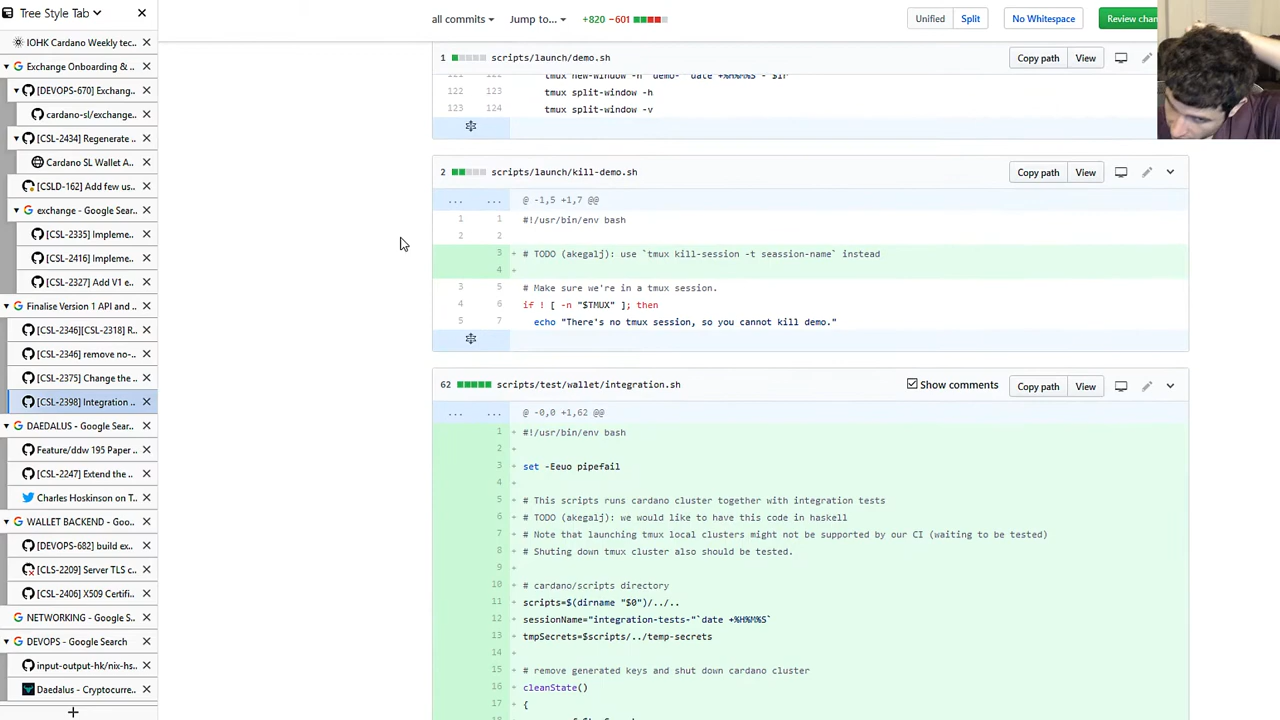 Tree Style Tab
IOHK Cardano Weekly tec..
Exchange Onboarding & ..
[DEVOPS-670] Exchang..
cardano-sl/exchange..
[CSL-2434] Regenerate ..
Cardano SL Wallet A..
[CSLD-162] Add few us..
exchange - Google Sear..
[CSL-2335] Impleme..
[CSL-2416] Impleme..
[CSL-2327] Add V1 e..
Finalise Version 1 API and ..
[CSL-2346][CSL-2318] R..
[CSL-2346] remove no-..
[CSL-2375] Change the ..
[CSL-2398] Integration ..
DAEDALUS - Google Sear..
Feature/ddw 195 Paper ..
[CSL-2247] Extend the ..
Charles Hoskinson on T..
WALLET BACKEND - Goo..
[DEVOPS-682] build ex..
[CLS-2209] Server TLS c..
[CSL-2406] X509 Certifi..
NETWORKING - Google S..
DEVOPS - Google Search
input-output-hk/nix-hs..
Daedalus - Cryptocurre..
all commits Jump to... +820 -601 Unified Split No Whitespace Review chan
1 scripts/launch/demo.sh Copy path View
122 123 tmux split-window -h
123 124 tmux split-window -v
2 scripts/launch/kill-demo.sh Copy path View
... ... @ -1,5 +1,7 @@
1 1 #!/usr/bin/env bash
2 2
3 + # TODO (akegalj): use `tmux kill-session -t seassion-name` instead
4 +
3 5 # Make sure we're in a tmux session.
4 6 if ! [ -n "$TMUX" ]; then
5 7 echo "There's no tmux session, so you cannot kill demo."
62 scripts/test/wallet/integration.sh Show comments Copy path View
... ... @ -0,0 +1,62 @@
1 + #!/usr/bin/env bash
2 +
3 + set -Eeuo pipefail
4 +
5 + # This scripts runs cardano cluster together with integration tests
6 + # TODO (akegalj): we would like to have this code in haskell
7 + # Note that launching tmux local clusters might not be supported by our CI (waiting to be tested)
8 + # Shuting down tmux cluster also should be tested.
9 +
10 + # cardano/scripts directory
11 + scripts=$(dirname "$0")/../..
12 + sessionName="integration-tests-"`date +%H%M%S`
13 + tmpSecrets=$scripts/../temp-secrets
14 +
15 + # remove generated keys and shut down cardano cluster
16 + cleanState()
17 + {